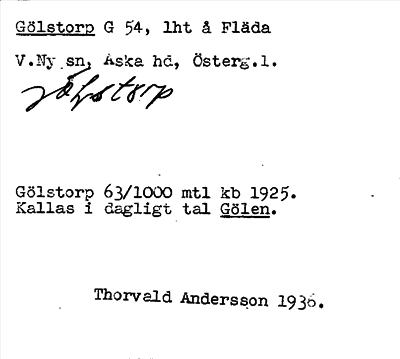 Gölstorp G 54, lht å Fläda
V.Ny sn, Aska hd, Österg.l.
jölstorp
Gölstorp 63/1000 mtl kb 1925.
Kallas i dagligt tal Gölen.
Thorvald Andersson 1936.